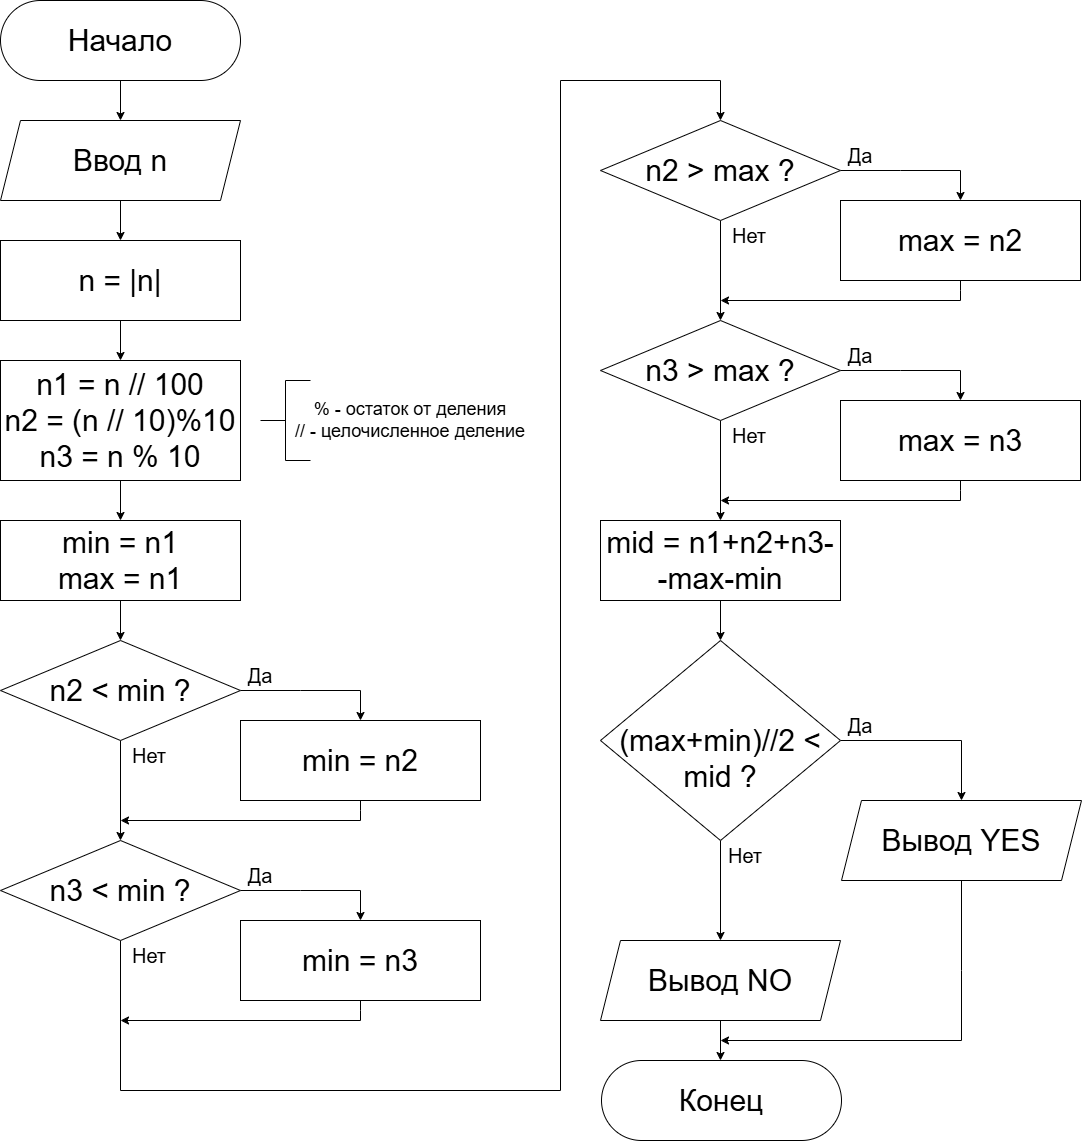 Начало
Ввод n
n = |n|
n1 = n // 100
n2 = (n // 10)%10
n3 = n % 10
% - остаток от деления
// - целочисленное деление
min = n1
max = n1
n2 < min ?
Да
Нет
min = n2
n3 < min ?
Да
Нет
min = n3
n2 > max ?
Да
Нет
max = n2
n3 > max ?
Да
Нет
max = n3
mid = n1+n2+n3-
-max-min
(max+min)//2 <
mid ?
Да
Нет
Вывод YES
Вывод NO
Конец